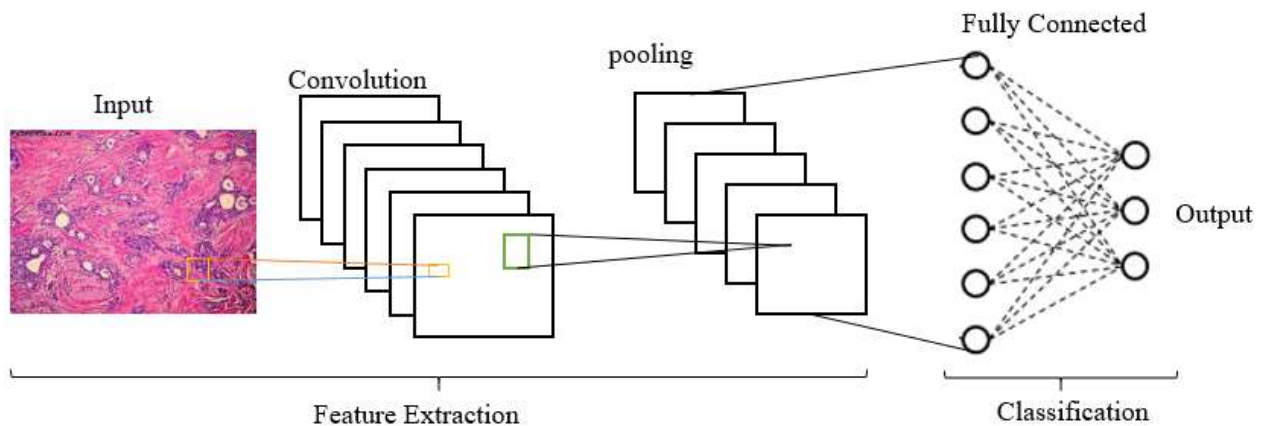 Fully Connected
pooling
Convolution
Input
Output
Feature Extraction
Classification